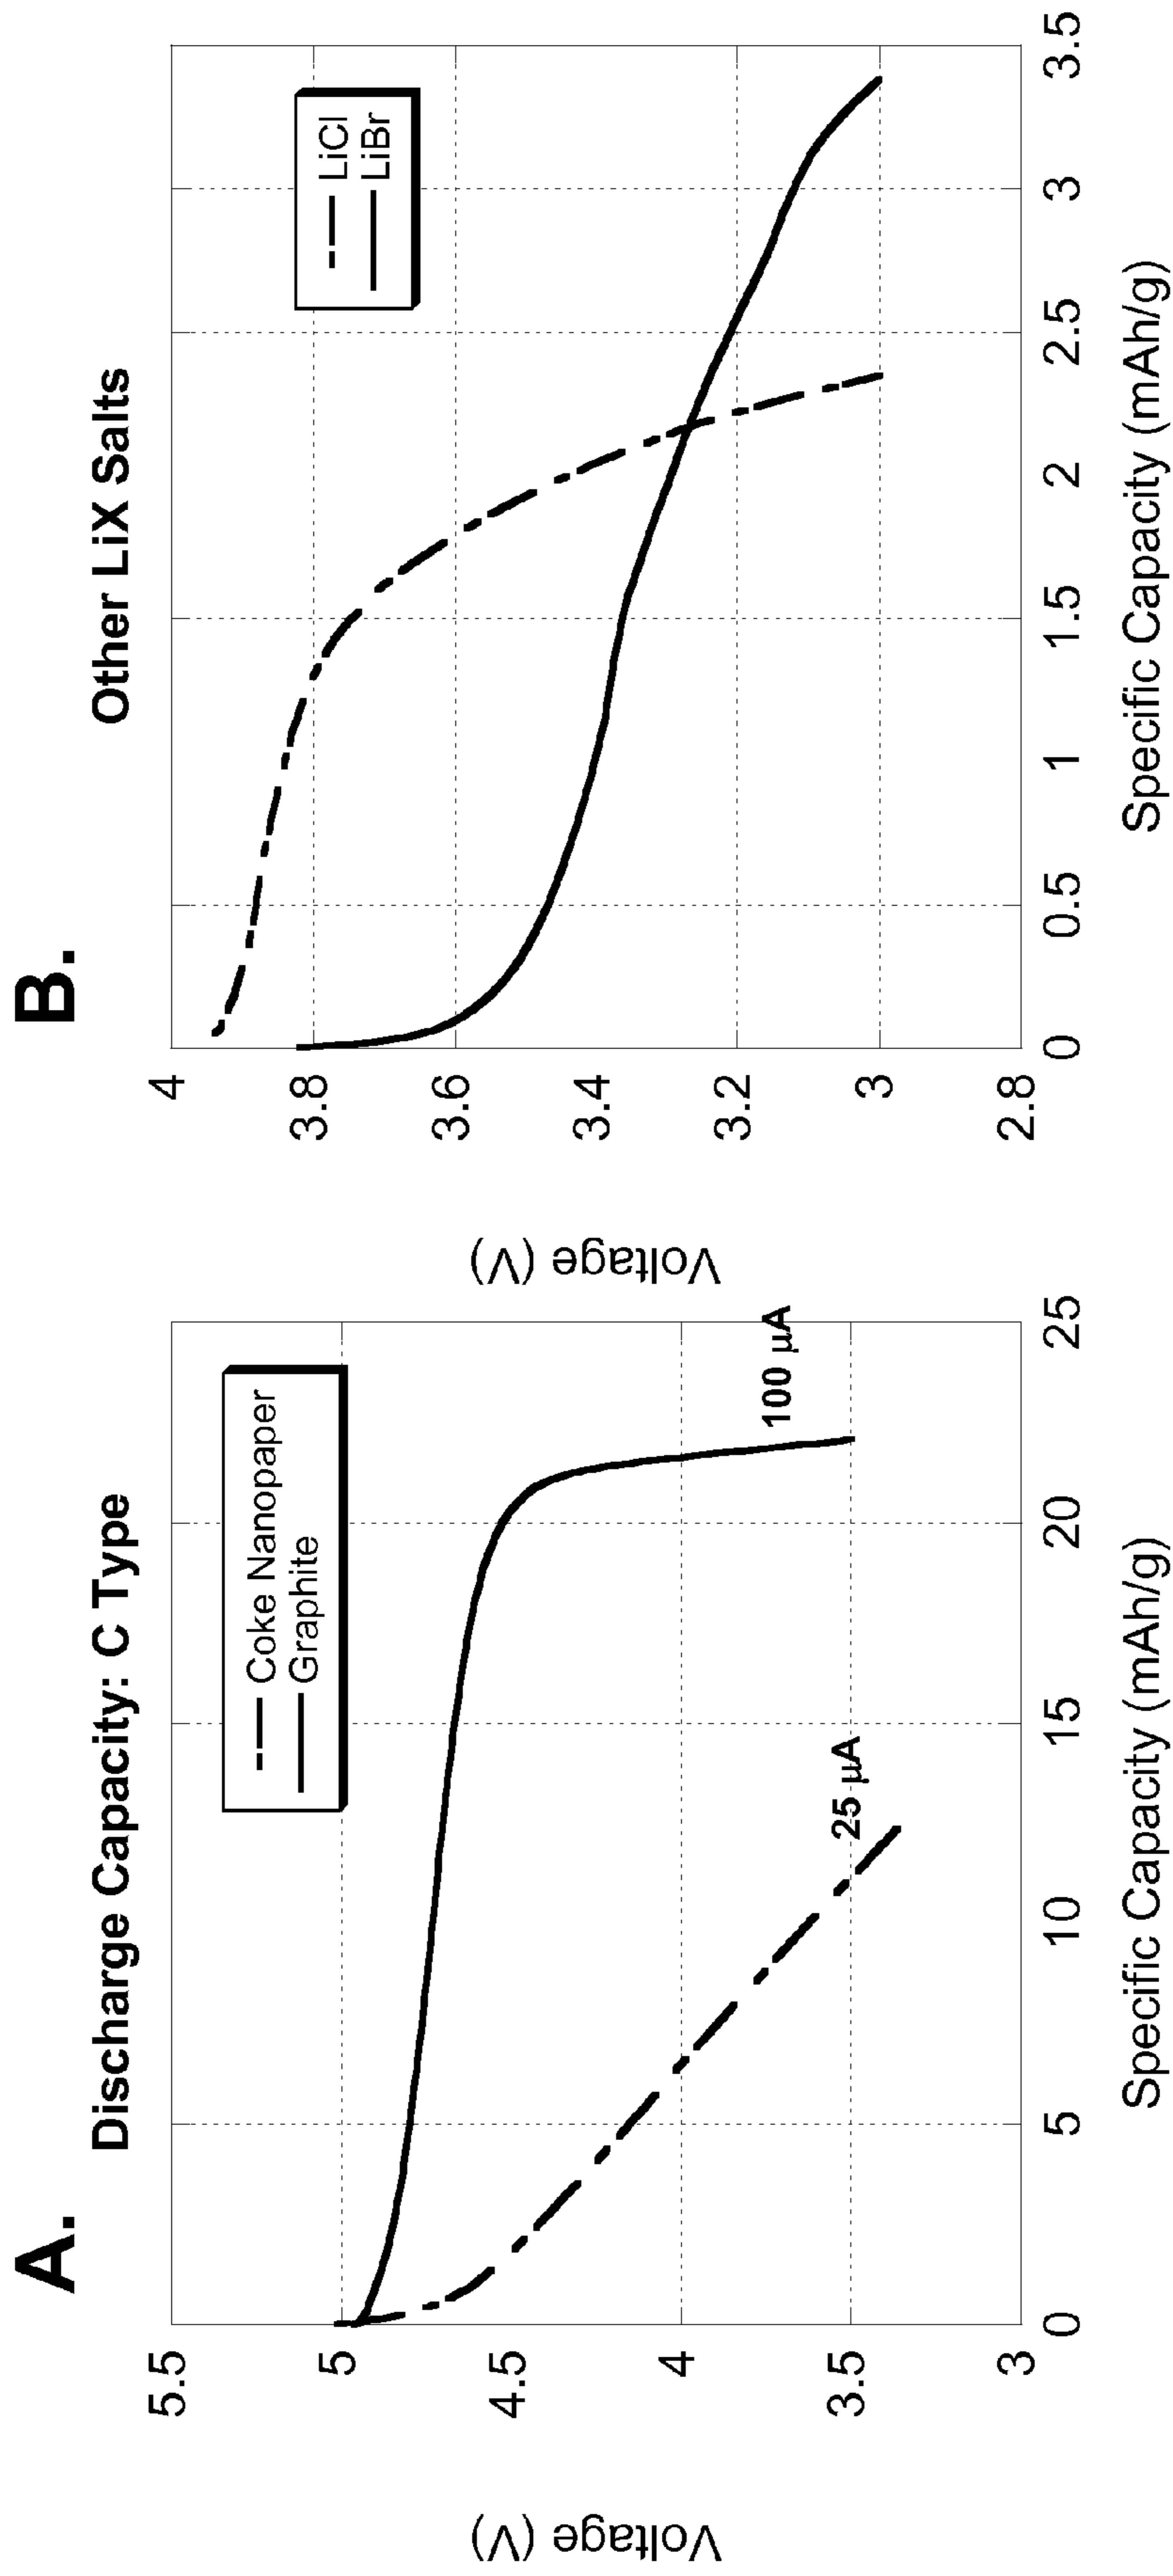 A.
Discharge Capacity: C Type
Coke Nanopaper
Graphite
5.5
5
4.5
4
3.5
3
Voltage (V)
25 µA
100 µA
0
5
10
15
20
25
Specific Capacity (mAh/g)
B.
Other LiX Salts
LiCl
LiBr
4
3.8
3.6
3.4
3.2
3
2.8
Voltage (V)
0
0.5
1
1.5
2
2.5
3
3.5
Specific Capacity (mAh/g)